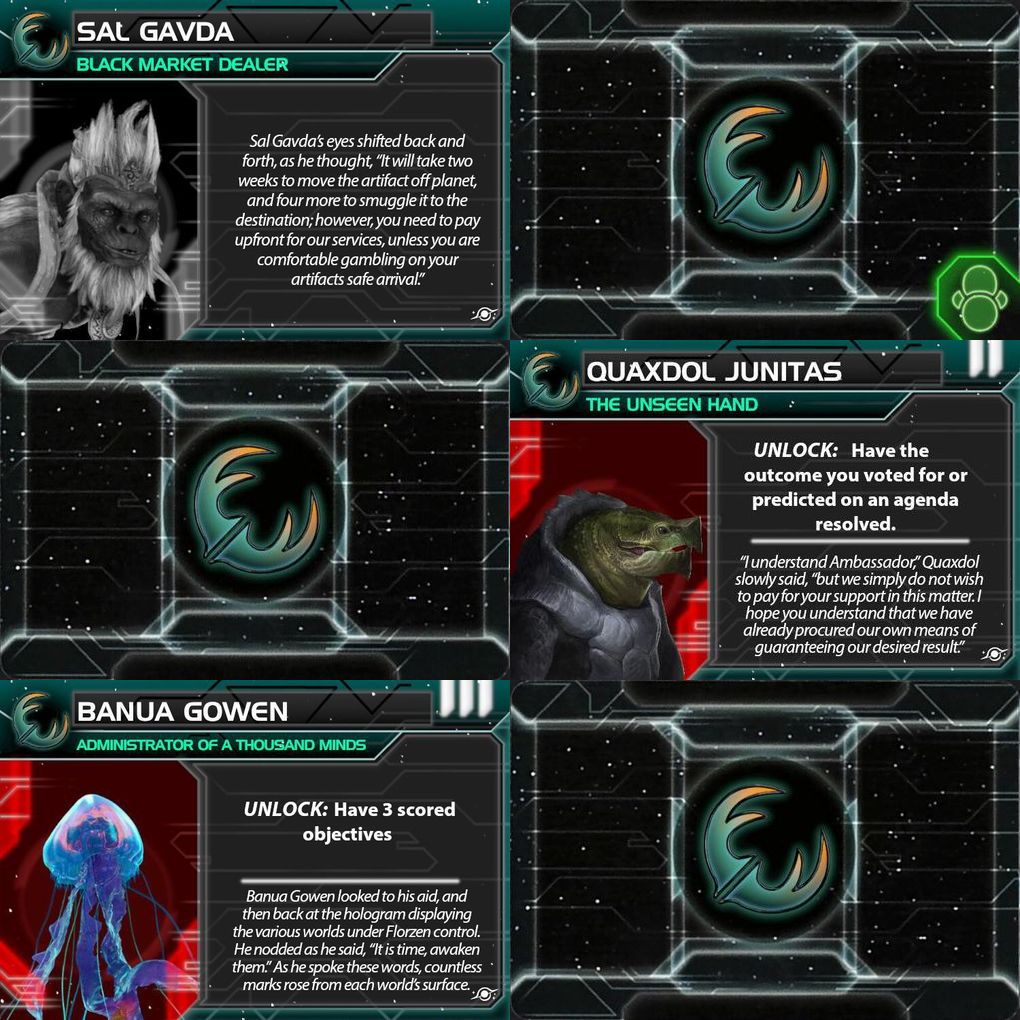 SAL GAVDA
BLACK MARKET DEALER
Sal Gavda's eyes shifted back and
forth, as he thought, "It will take two
weeks to move the artifact off planet,
and four more to smuggle it to the
destination; however, you need to pay
upfront for our services, unless you are
comfortable gambling on your
artifacts safe arrival."
QUAXDOL JUNITAS
II
THE UNSEEN HAND
UNLOCK: Have the
outcome you voted for or
predicted on an agenda
resolved.
"I understand Ambassador," Quaxdol
slowly said, "but we simply do not wish
to pay for your support in this matter. I
hope you understand that we have
already procured our own means of
guaranteeing our desired result."
BANUA GOWEN
III
ADMINISTRATOR OF A THOUSAND MINDS
UNLOCK: Have 3 scored
objectives
Banua Gowen looked to his aid, and
then back at the hologram displaying
the various worlds under Florzen control.
He nodded as he said, "It is time, awaken
them." As he spoke these words, countless
marks rose from each world's surface.